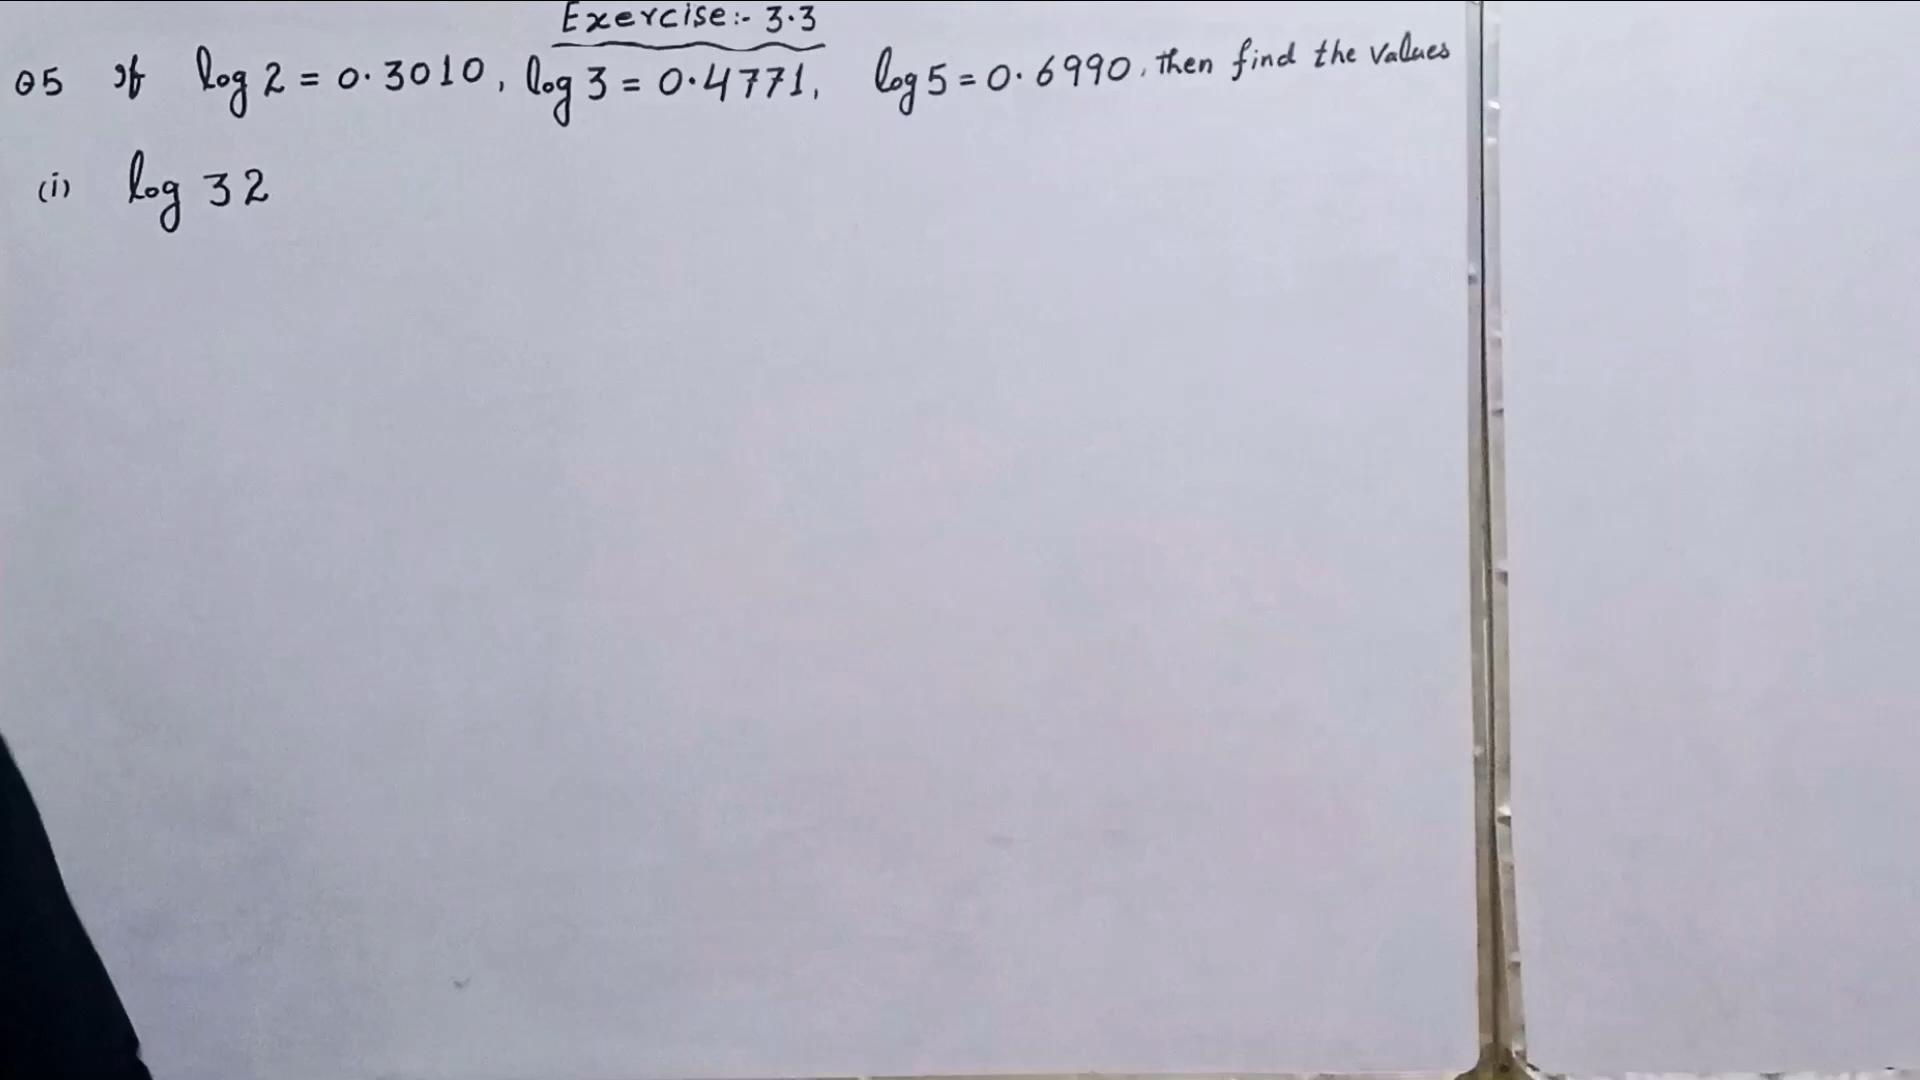 Exercise:- 3.3
Q5 If log 2 = 0.3010, log 3 = 0.4771, log 5 = 0.6990, then find the values
(i) log 32